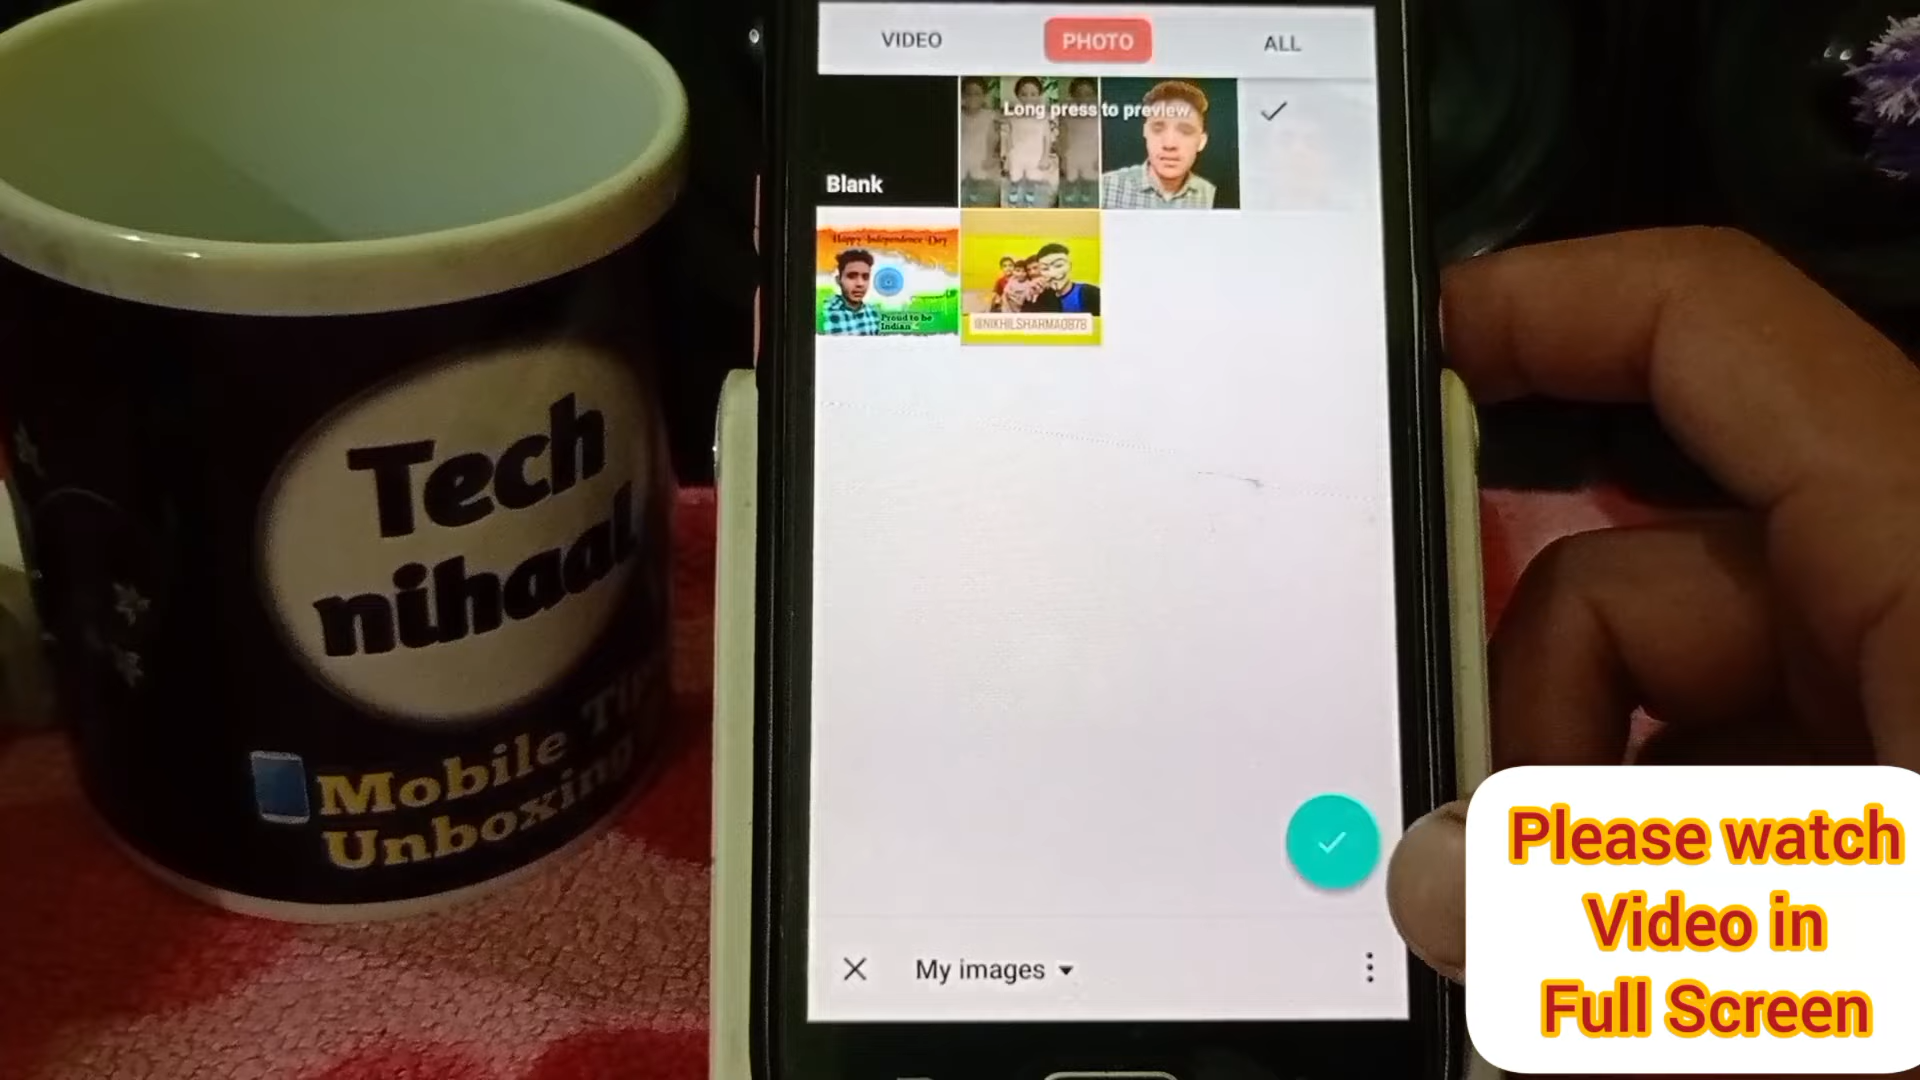 VIDEO
PHOTO
ALL
Long press to preview
Blank
Happy Independence Day
Proud to be
Indian
@NIKHILSHARMA0878
Tech
nihaal
Mobile
Unboxing
My images
Please watch
Video in
Full Screen